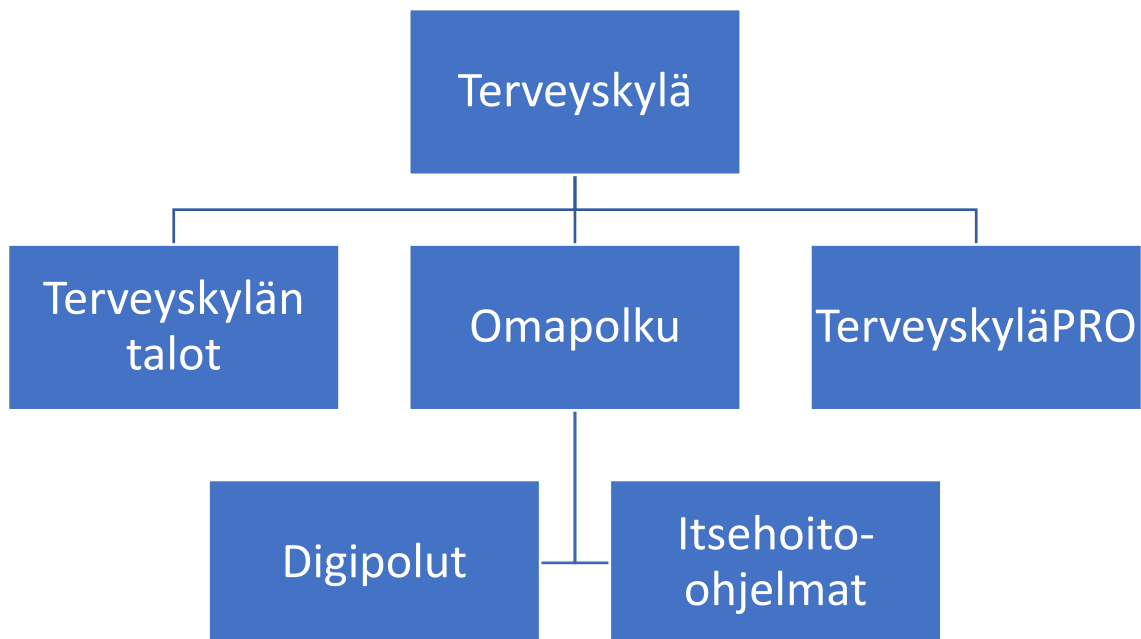 Terveyskylä
Terveyskylän
talot
Omapolku
TerveyskyläPRO
Digipolut
Itsehoito-
ohjelmat